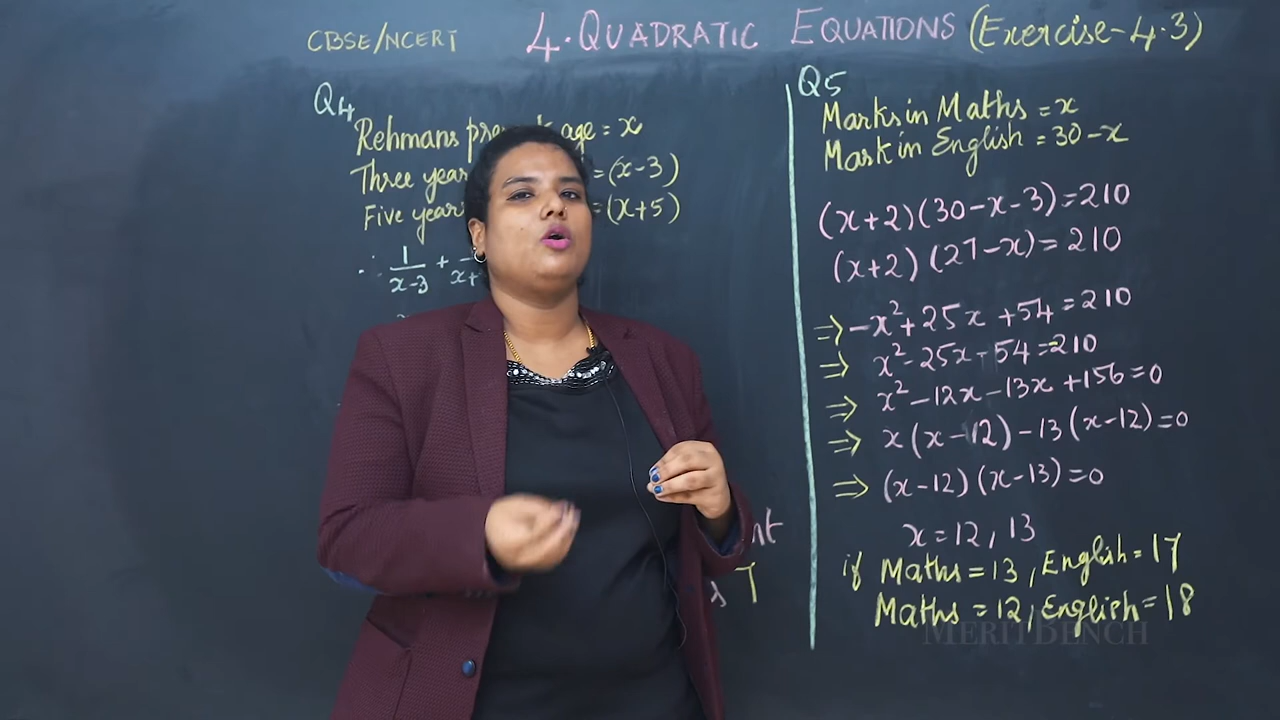 CBSE/NCERT 4. QUADRATIC EQUATIONS (Exercise-4.3)
Q4
Rehmans age = x
Three year = (x-3)
Five year = (x+5)
∴ 1/(x-3) +
7
Q5
Marks in Maths = x
Mark in English = 30-x
(x+2)(30-x-3)=210
(x+2)(27-x)=210
⇒ -x²+25x+54=210
⇒ x²-25x-54=210
⇒ x²-12x-13x+156=0
⇒ x(x-12)-13(x-12)=0
⇒ (x-12)(x-13)=0
x=12,13
if Maths=13, English=17
Maths=12, English=18
MERITBENCH